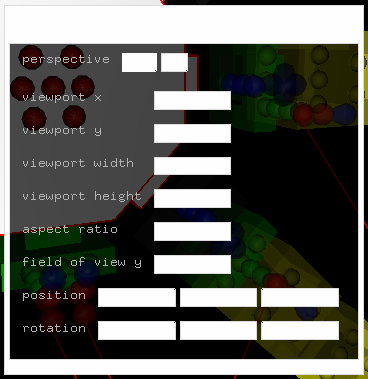 perspective
viewport x
viewport y
viewport width
viewport height
aspect ratio
field of view y
position
rotation